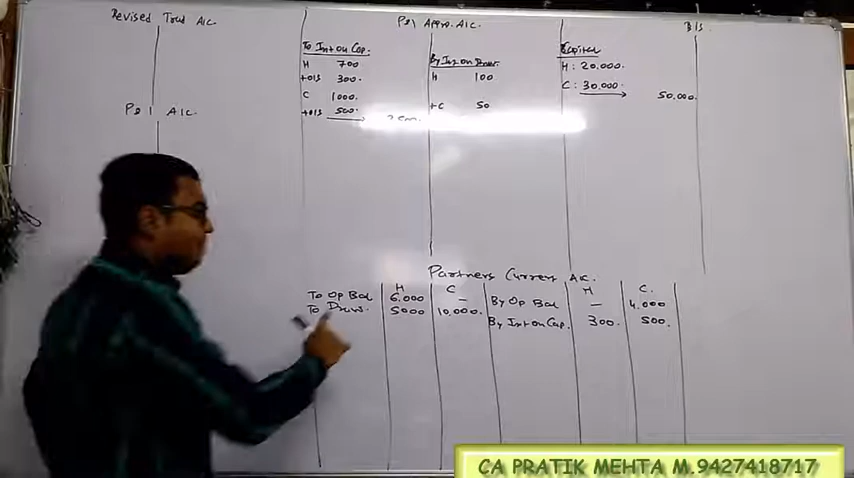 Revised Trad A/c.
P&L Appr. A/c.
B/S
To Int on Cap.
H 700
+o/s 300.
C 1000.
+o/s 500.
By Int on Draw.
H 100
+C 50
Capital
H: 20,000.
C: 30,000.
50,000.
P&L A/c.
Partners Current A/c.
H C H C.
To Op Bal 6,000 — By Op Bal — 4,000
To Draw. 5000 10,000. By Int on Cap. 300. 500.
CA PRATIK MEHTA M.9427418717